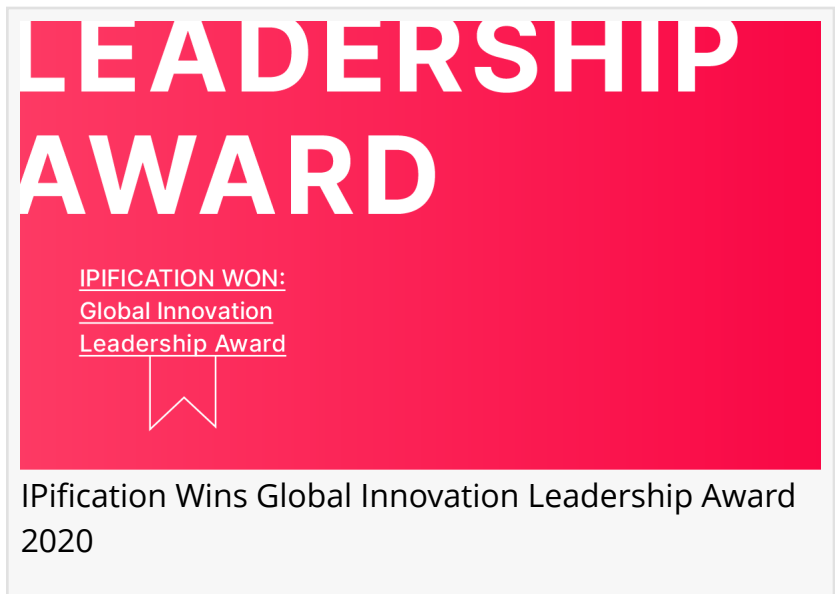 LEADERSHIP
AWARD
IPIFICATION WON:
Global Innovation
Leadership Award
IPification Wins Global Innovation Leadership Award
2020